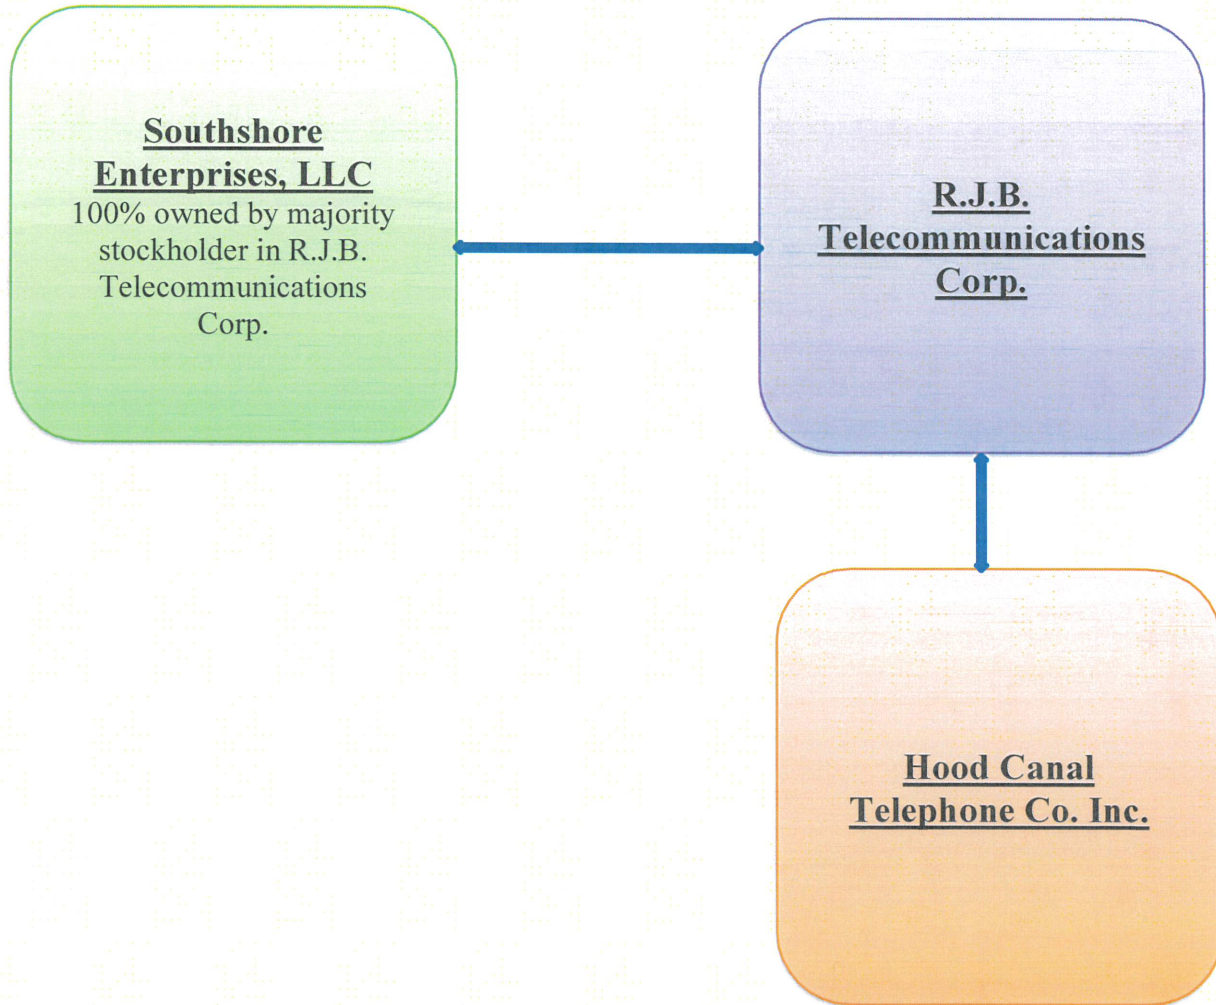 Southshore
Enterprises, LLC
100% owned by majority
stockholder in R.J.B.
Telecommunications
Corp.
R.J.B.
Telecommunications
Corp.
Hood Canal
Telephone Co. Inc.